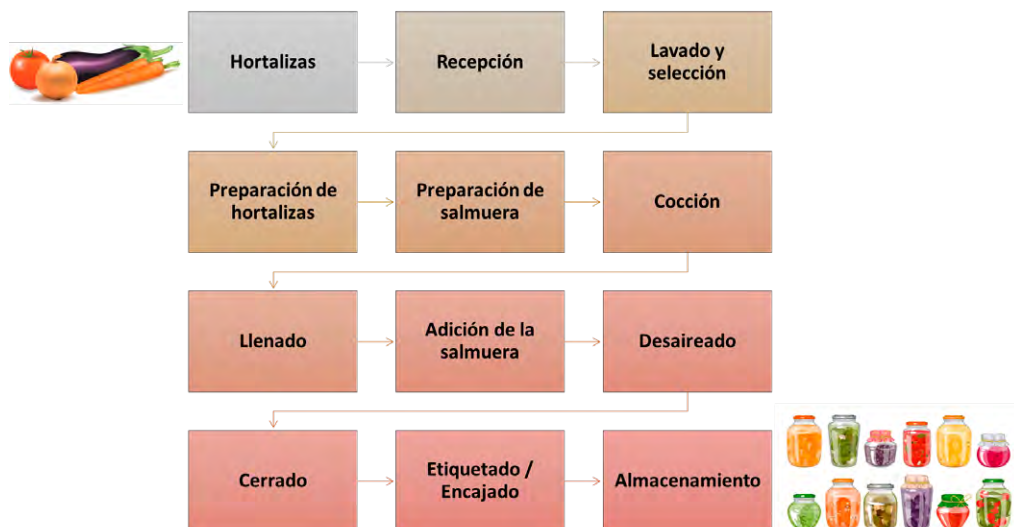 Hortalizas
Recepción
Lavado y
selección
Preparación de
hortalizas
Preparación de
salmuera
Cocción
Llenado
Adición de la
salmuera
Desaireado
Cerrado
Etiquetado /
Encajado
Almacenamiento